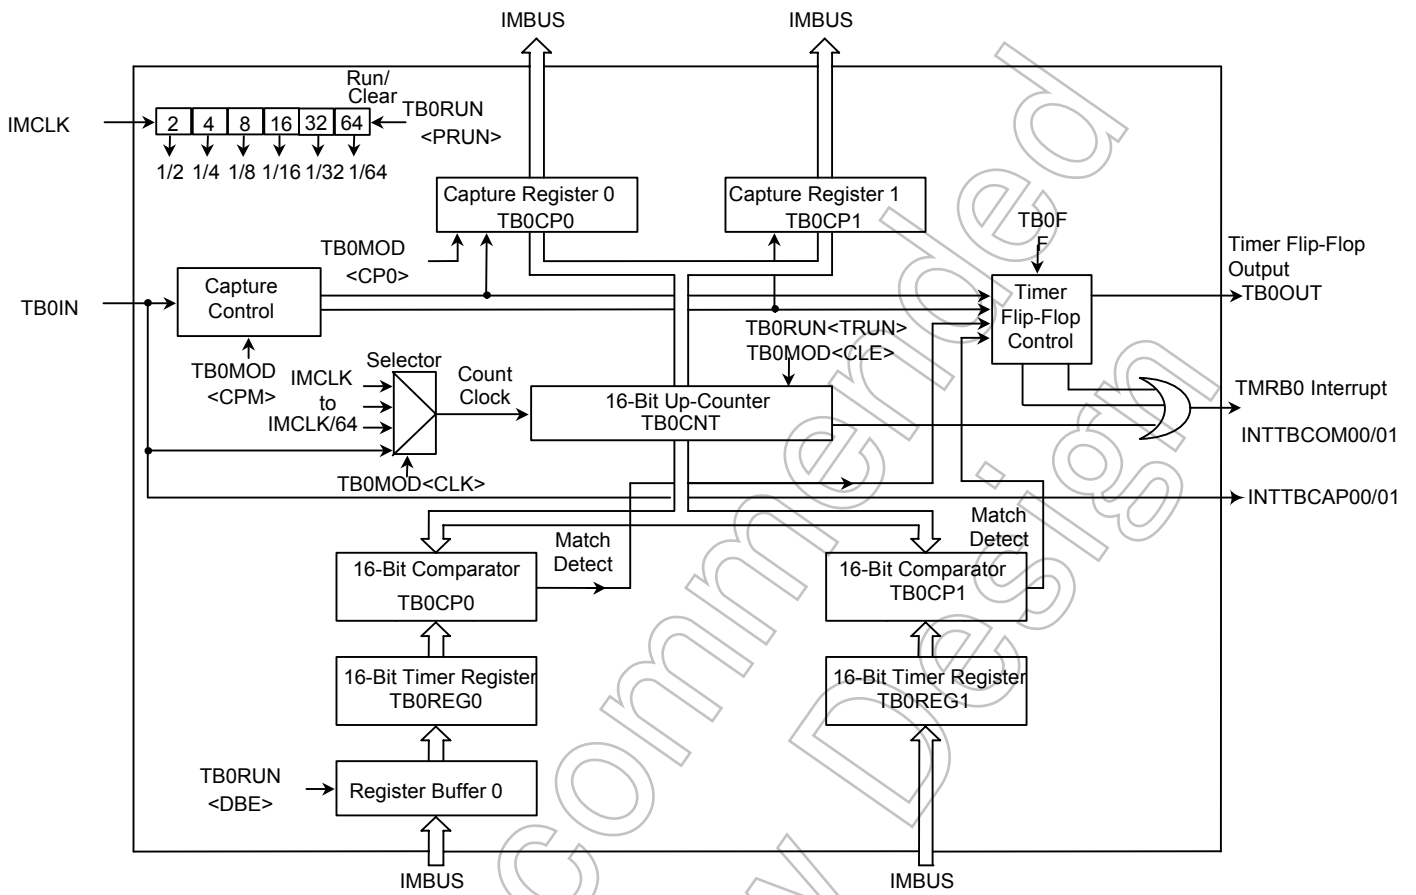 IMBUS
IMBUS
Run/
Clear
IMCLK
2 4 8 16 32 64
TB0RUN
<PRUN>
1/2 1/4 1/8 1/16 1/32 1/64
Capture Register 0
TB0CP0
Capture Register 1
TB0CP1
TB0MOD
<CP0>
TB0F
F
Timer Flip-Flop
Output
TB0OUT
TB0IN
Capture
Control
Timer
Flip-Flop
Control
TB0RUN<TRUN>
TB0MOD<CLE>
TB0MOD
<CPM>
Selector
IMCLK
to
IMCLK/64
Count
Clock
16-Bit Up-Counter
TB0CNT
TMRB0 Interrupt
INTTBCOM00/01
TB0MOD<CLK>
INTTBCAP00/01
Match
Detect
Match
Detect
16-Bit Comparator
TB0CP0
16-Bit Comparator
TB0CP1
16-Bit Timer Register
TB0REG0
16-Bit Timer Register
TB0REG1
TB0RUN
<DBE>
Register Buffer 0
IMBUS
IMBUS
commended
Design